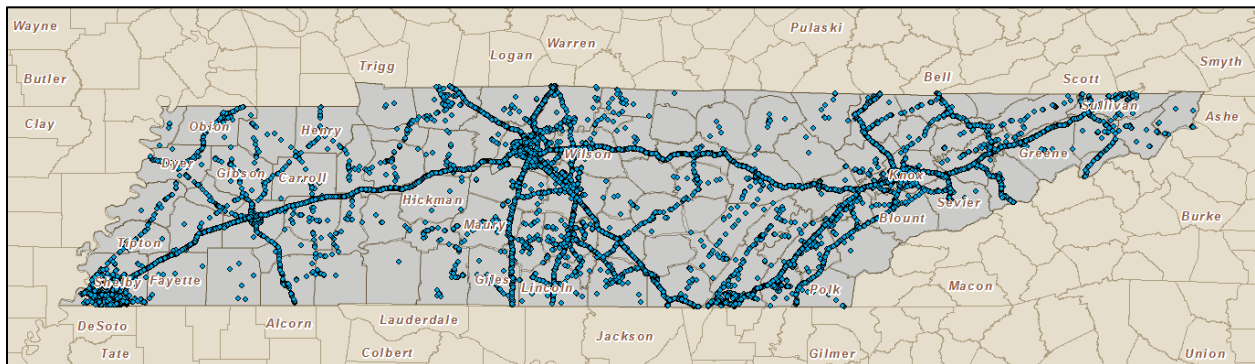 Wayne
Pulaski
Warren
Logan
Trigg
Smyth
Butler
Bell
Scott
Sullivan
Clay
Obion
Henry
Ashe
Wilson
Greene
Dyer
Gibson
Carroll
Knox
Hickman
Sevier
Maury
Blount
Burke
Tipton
Shelby
Fayette
Giles
Lincoln
Polk
Macon
DeSoto
Alcorn
Lauderdale
Jackson
Tate
Colbert
Gilmer
Union